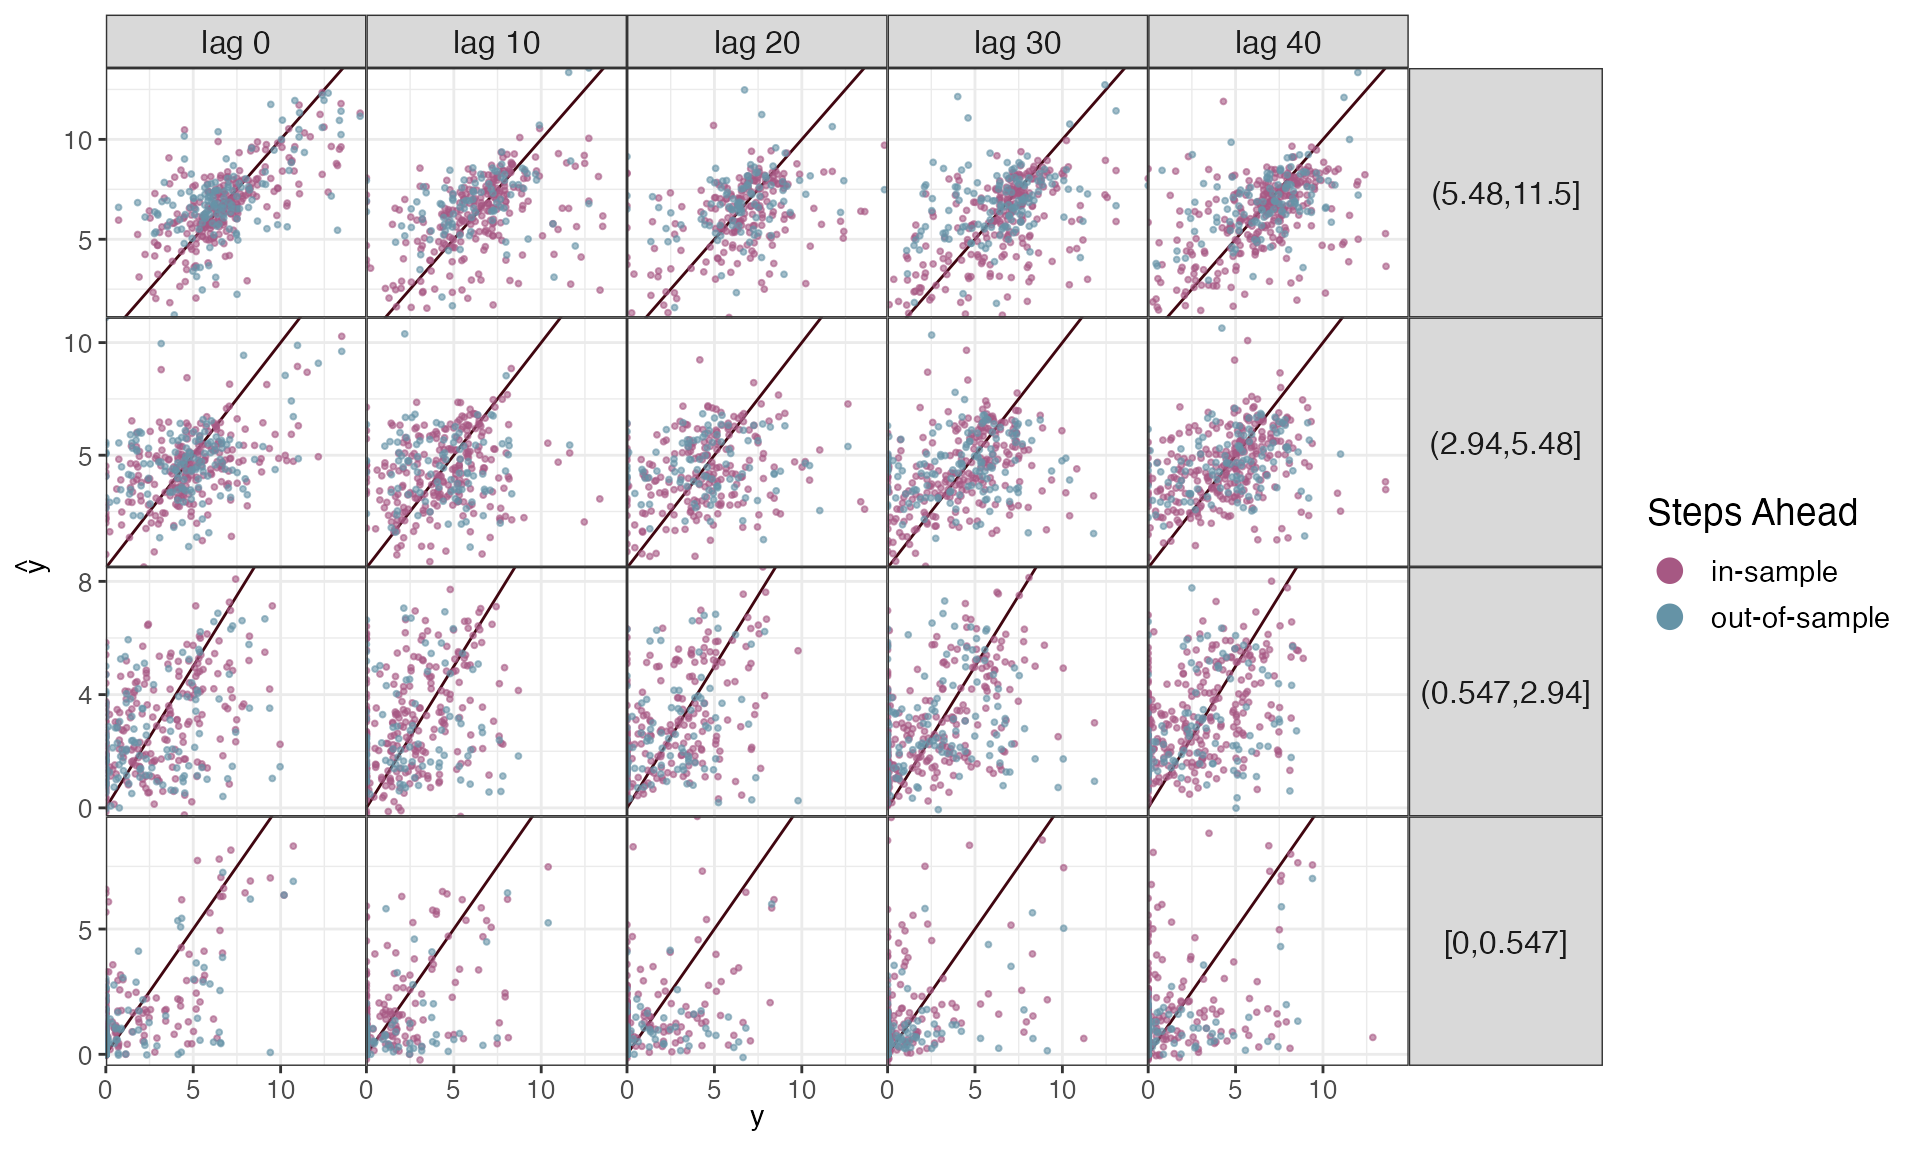 lag 0 lag 10 lag 20 lag 30 lag 40
10
5
(5.48,11.5]
10
5
(2.94,5.48]
8
4
0
(0.547,2.94]
5
0
[0,0.547]
ŷ
0 5 10 0 5 10 0 5 10 0 5 10 0 5 10
y
Steps Ahead
in-sample
out-of-sample